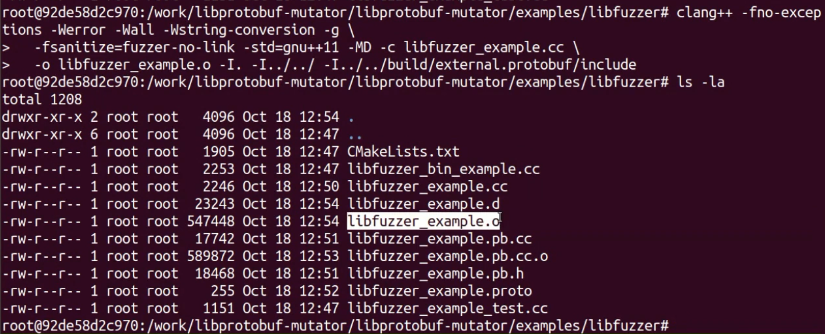 root@92de58d2c970:/work/libprotobuf-mutator/libprotobuf-mutator/examples/libfuzzer# clang++ -fno-excep
tions -Werror -Wall -Wstring-conversion -g \
>   -fsanitize=fuzzer-no-link -std=gnu++11 -MD -c libfuzzer_example.cc \
>   -o libfuzzer_example.o -I. -I../../ -I../../build/external.protobuf/include
root@92de58d2c970:/work/libprotobuf-mutator/libprotobuf-mutator/examples/libfuzzer# ls -la
total 1208
drwxr-xr-x 2 root root   4096 Oct 18 12:54 .
drwxr-xr-x 6 root root   4096 Oct 18 12:47 ..
-rw-r--r-- 1 root root   1905 Oct 18 12:47 CMakeLists.txt
-rw-r--r-- 1 root root   2253 Oct 18 12:47 libfuzzer_bin_example.cc
-rw-r--r-- 1 root root   2246 Oct 18 12:50 libfuzzer_example.cc
-rw-r--r-- 1 root root  23243 Oct 18 12:54 libfuzzer_example.d
-rw-r--r-- 1 root root 547448 Oct 18 12:54 libfuzzer_example.o
-rw-r--r-- 1 root root  17742 Oct 18 12:51 libfuzzer_example.pb.cc
-rw-r--r-- 1 root root 589872 Oct 18 12:53 libfuzzer_example.pb.cc.o
-rw-r--r-- 1 root root  18468 Oct 18 12:51 libfuzzer_example.pb.h
-rw-r--r-- 1 root root    255 Oct 18 12:52 libfuzzer_example.proto
-rw-r--r-- 1 root root   1151 Oct 18 12:47 libfuzzer_example_test.cc
root@92de58d2c970:/work/libprotobuf-mutator/libprotobuf-mutator/examples/libfuzzer#